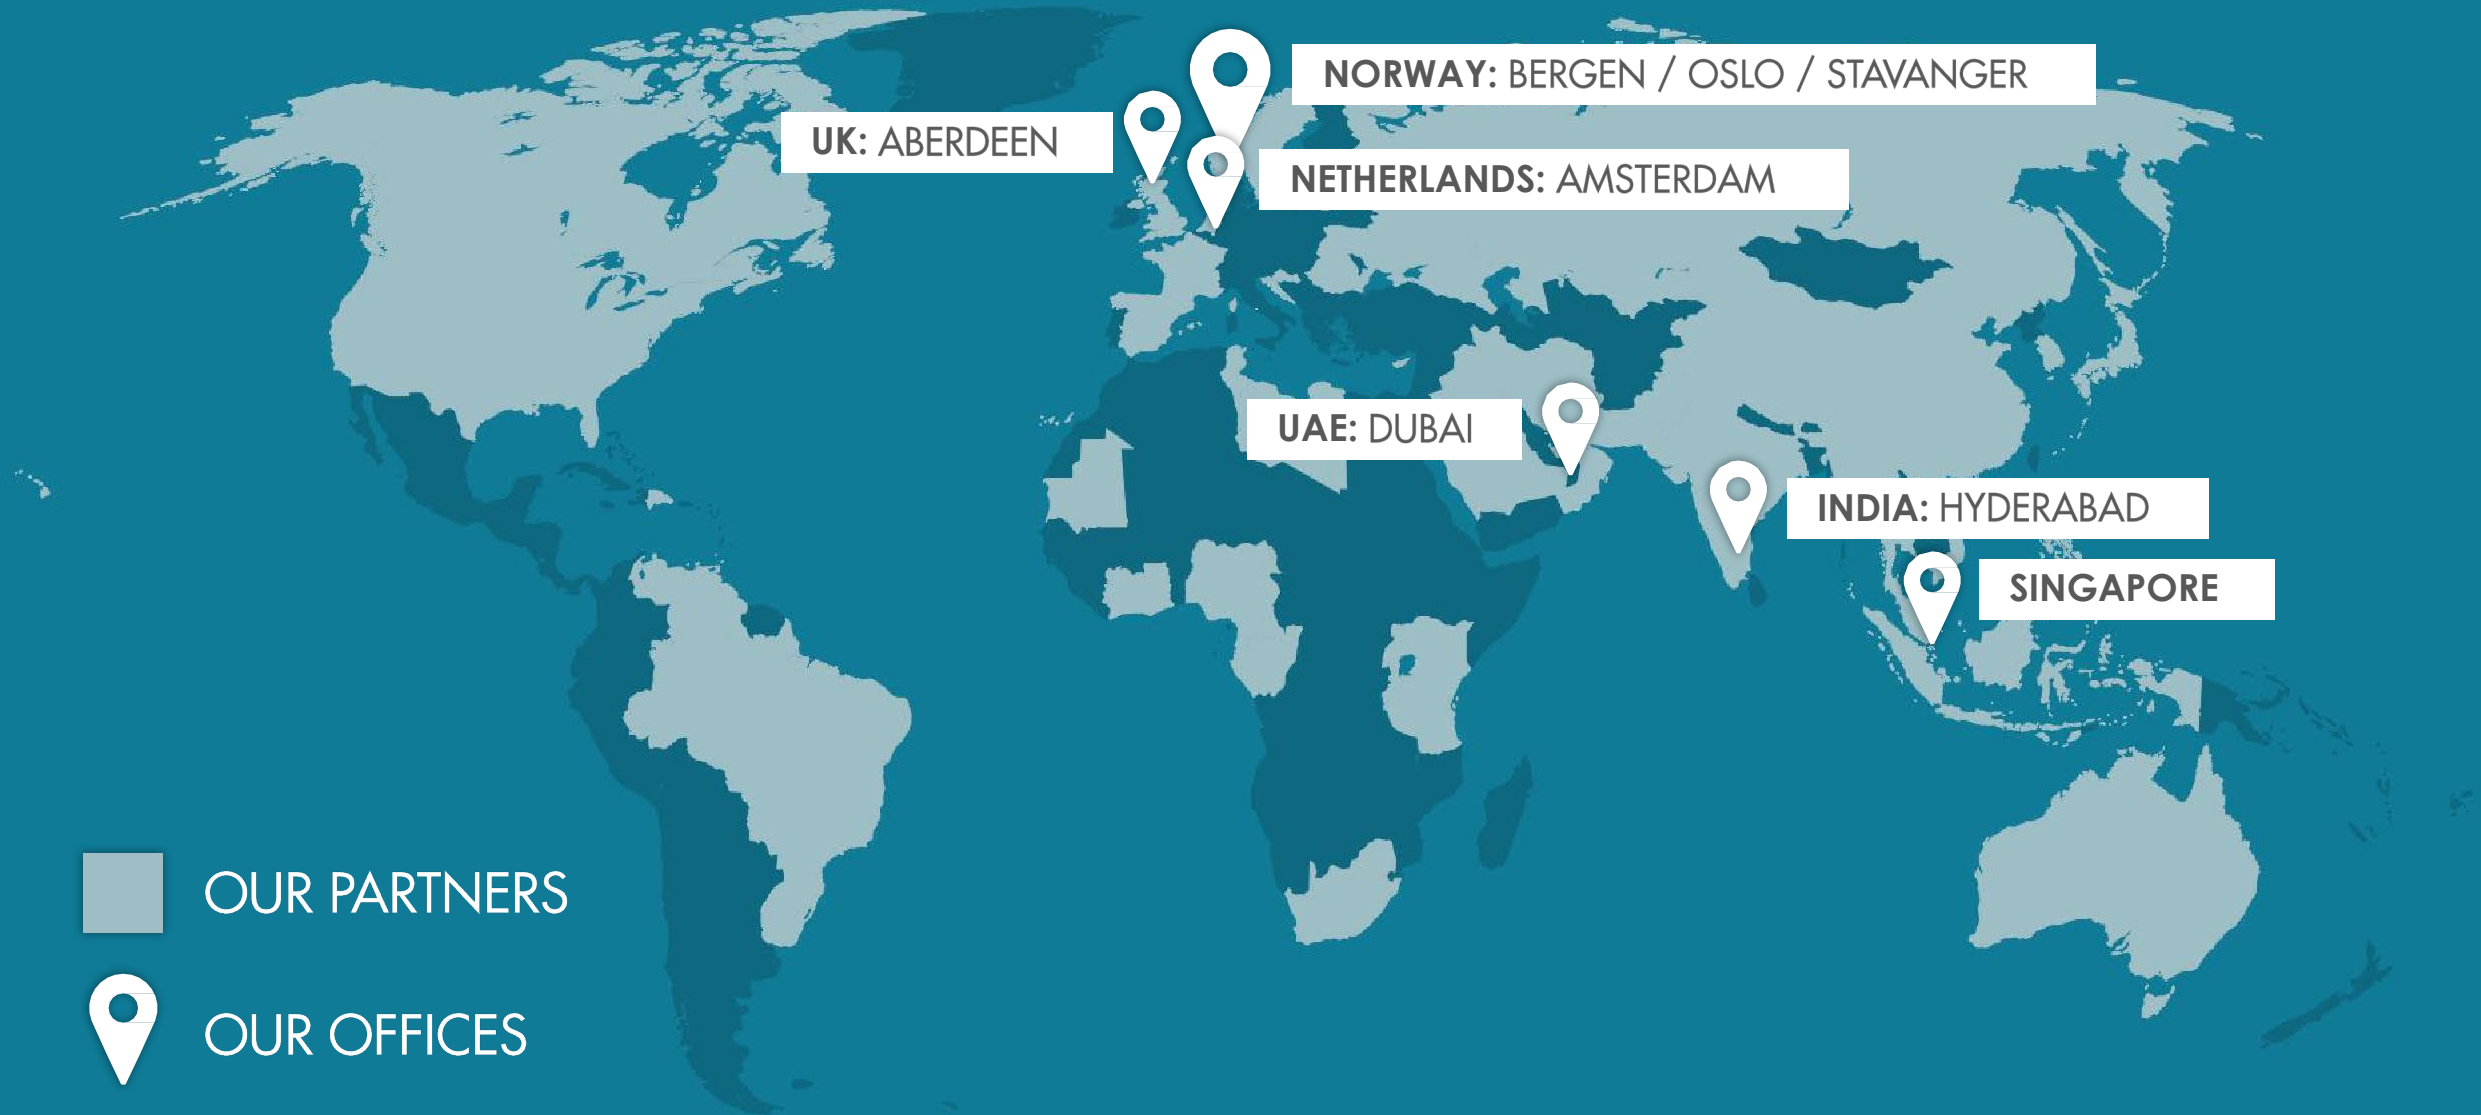 NORWAY: BERGEN / OSLO / STAVANGER
UK: ABERDEEN
NETHERLANDS: AMSTERDAM
UAE: DUBAI
INDIA: HYDERABAD
SINGAPORE
OUR PARTNERS
OUR OFFICES